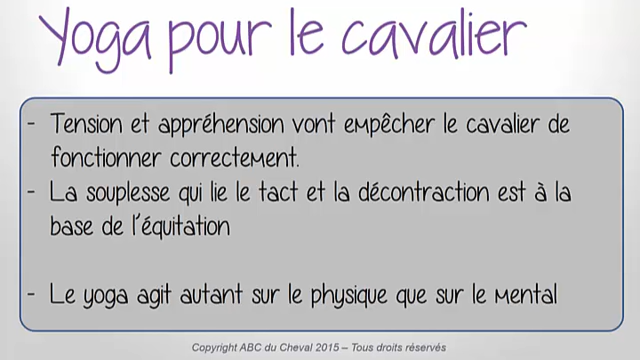 Yoga pour le cavalier
- Tension et appréhension vont empêcher le cavalier de
fonctionner correctement.
- La souplesse qui lie le tact et la décontraction est à la
base de l'équitation
- Le yoga agit autant sur le physique que sur le mental
Copyright ABC du Cheval 2015 – Tous droits réservés